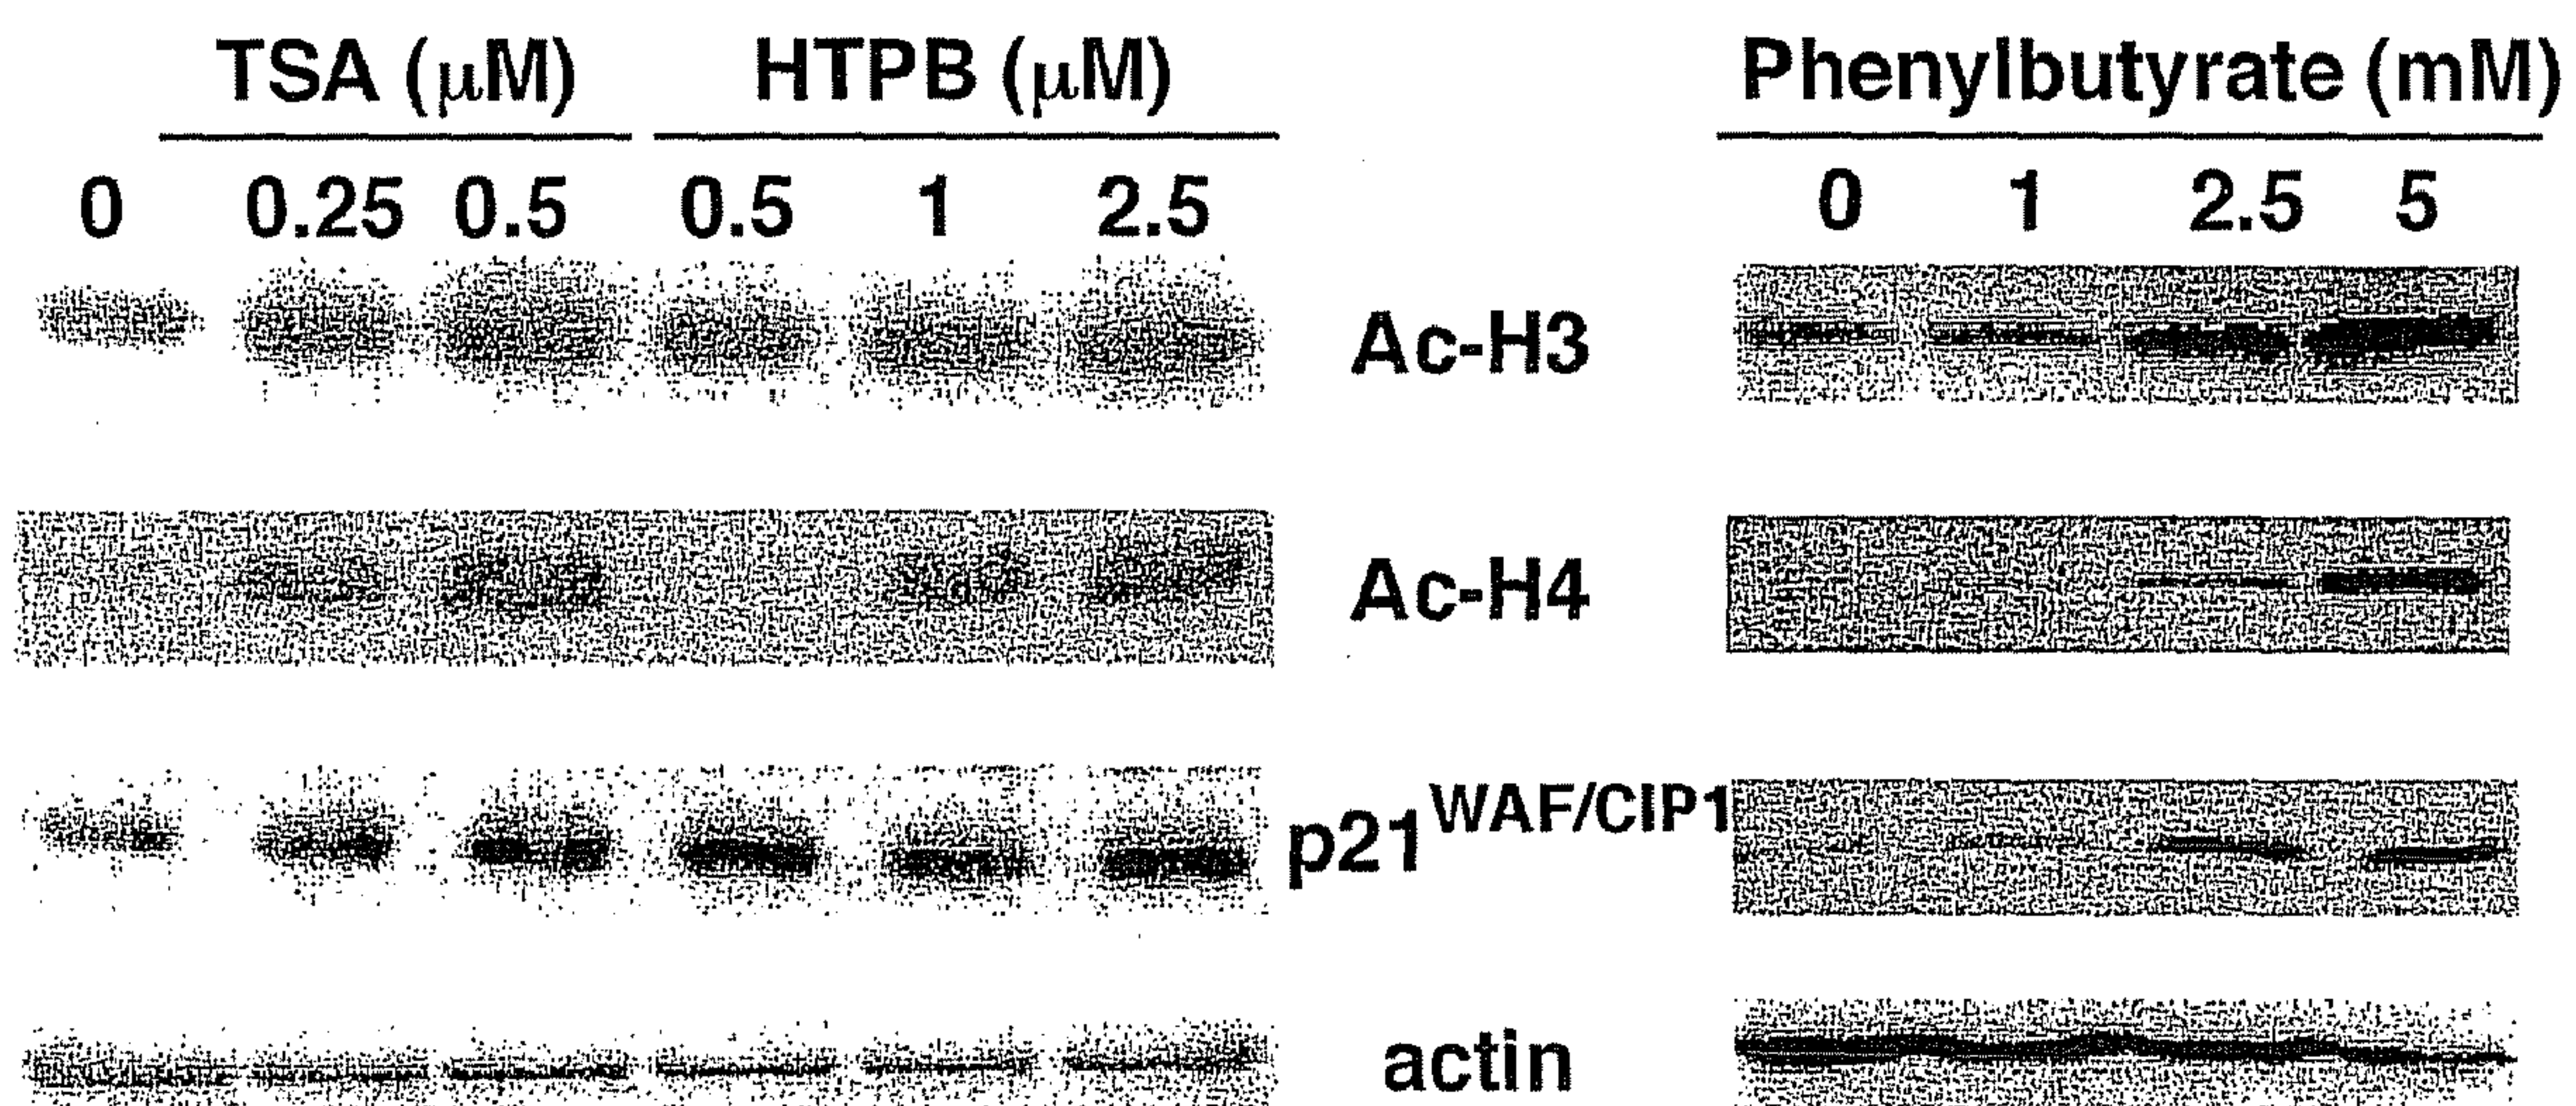 TSA (μM) HTPB (μM) Phenylbutyrate (mM)
0 0.25 0.5 0.5 1 2.5 0 1 2.5 5
Ac-H3
Ac-H4
p21WAF/CIP1
actin